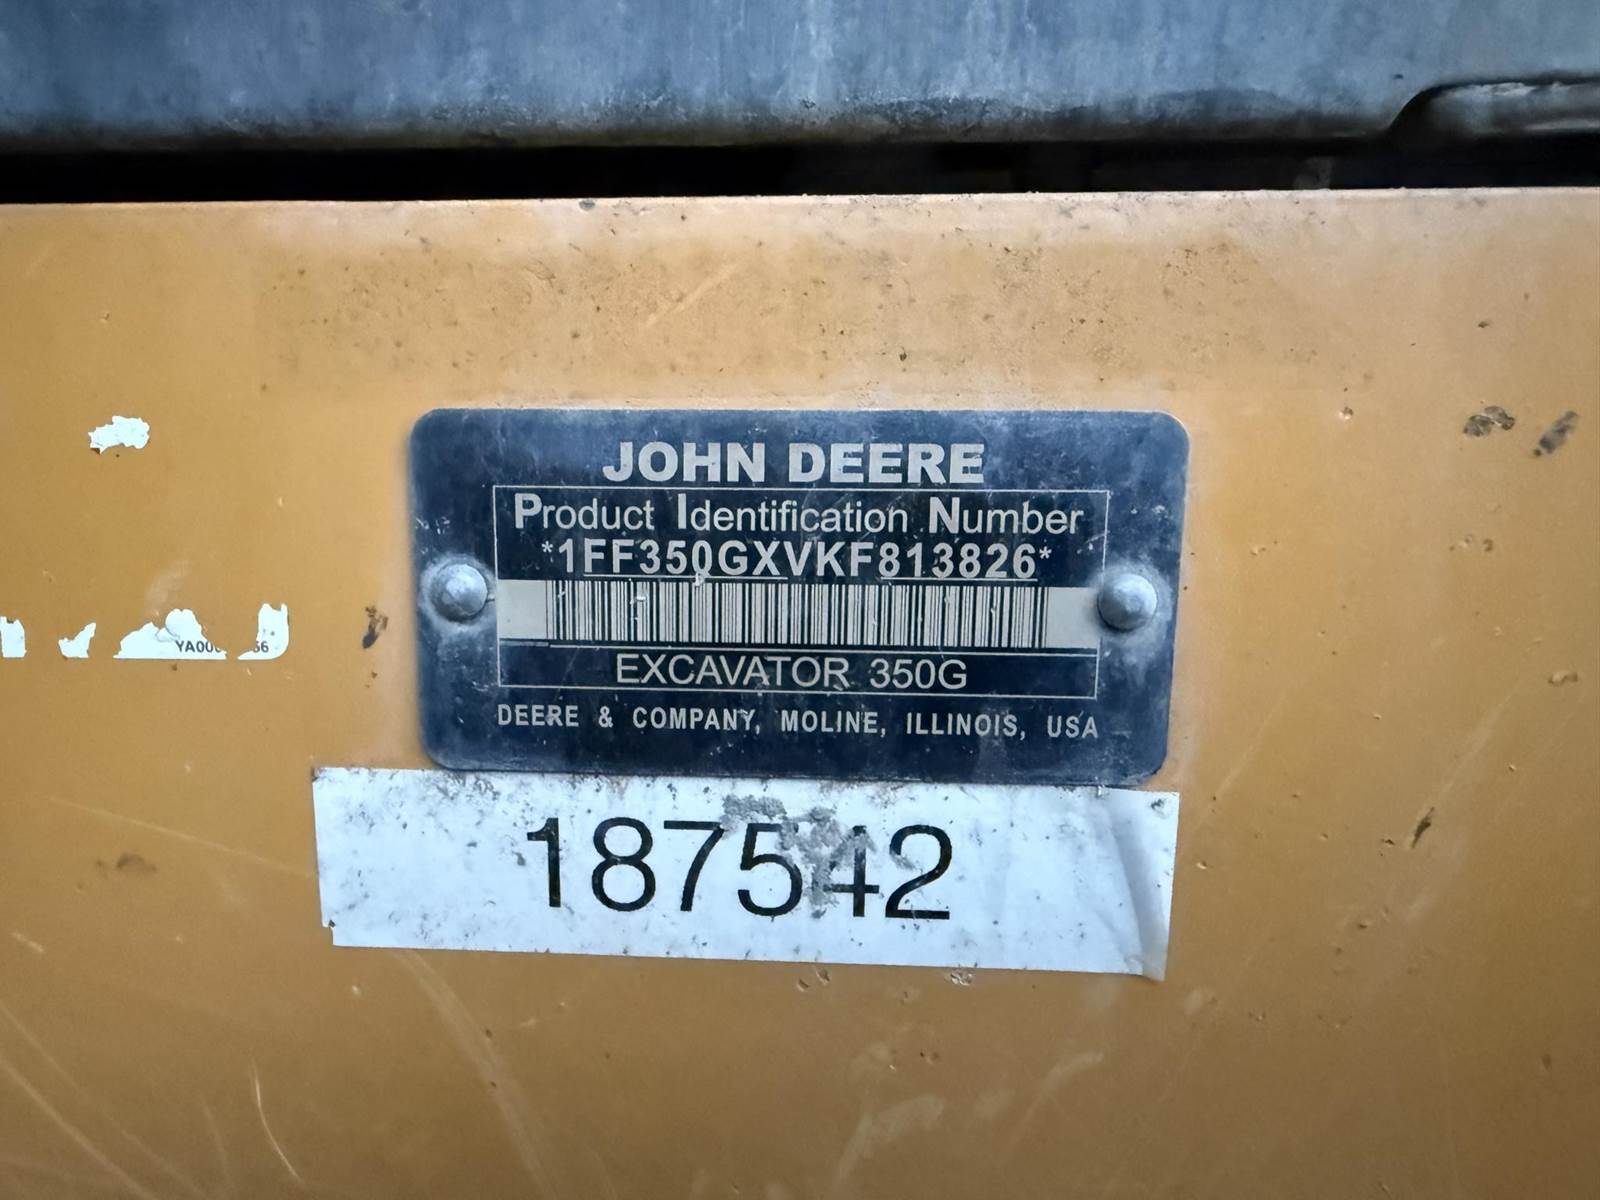 JOHN DEERE
Product Identification Number
*1FF350GXVKF813826*
EXCAVATOR 350G
DEERE & COMPANY, MOLINE, ILLINOIS, USA
187542